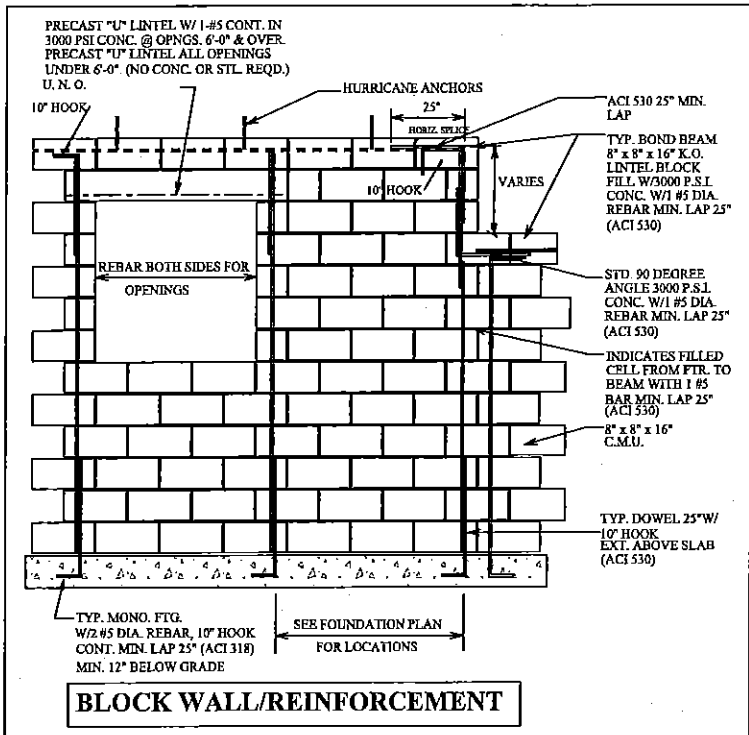 PRECAST "U" LINTEL W/ 1-#5 CONT. IN
3000 PSI CONC. @ OPNGS. 6'-0" & OVER.
PRECAST "U" LINTEL ALL OPENINGS
UNDER 6'-0". (NO CONC. OR STL. REQD.)
U. N. O.
10" HOOK
HURRICANE ANCHORS
25"
HORIZ. SPLICE
10" HOOK
VARIES
ACI 530 25" MIN.
LAP
TYP. BOND BEAM
8" x 8" x 16" K.O.
LINTEL BLOCK
FILL W/3000 P.S.I.
CONC. W/1 #5 DIA.
REBAR MIN. LAP 25"
(ACI 530)
REBAR BOTH SIDES FOR
OPENINGS
STD. 90 DEGREE
ANGLE 3000 P.S.I.
CONC. W/1 #5 DIA.
REBAR MIN. LAP 25"
(ACI 530)
INDICATES FILLED
CELL FROM FTR. TO
BEAM WITH 1 #5
BAR MIN. LAP 25"
(ACI 530)
8" x 8" x 16"
C.M.U.
TYP. DOWEL 25"W/
10" HOOK
EXT. ABOVE SLAB
(ACI 530)
TYP. MONO. FTG.
W/2 #5 DIA. REBAR, 10" HOOK
CONT. MIN. LAP 25" (ACI 318)
MIN. 12" BELOW GRADE
SEE FOUNDATION PLAN
FOR LOCATIONS
BLOCK WALL/REINFORCEMENT